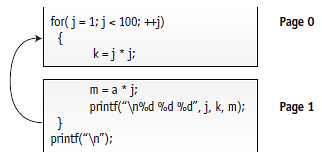 for( j = 1; j < 100; ++j)
Page 0
{
k = j * j;
m = a * j;
printf("\n%d %d %d", j, k, m);
Page 1
}
printf("\n");